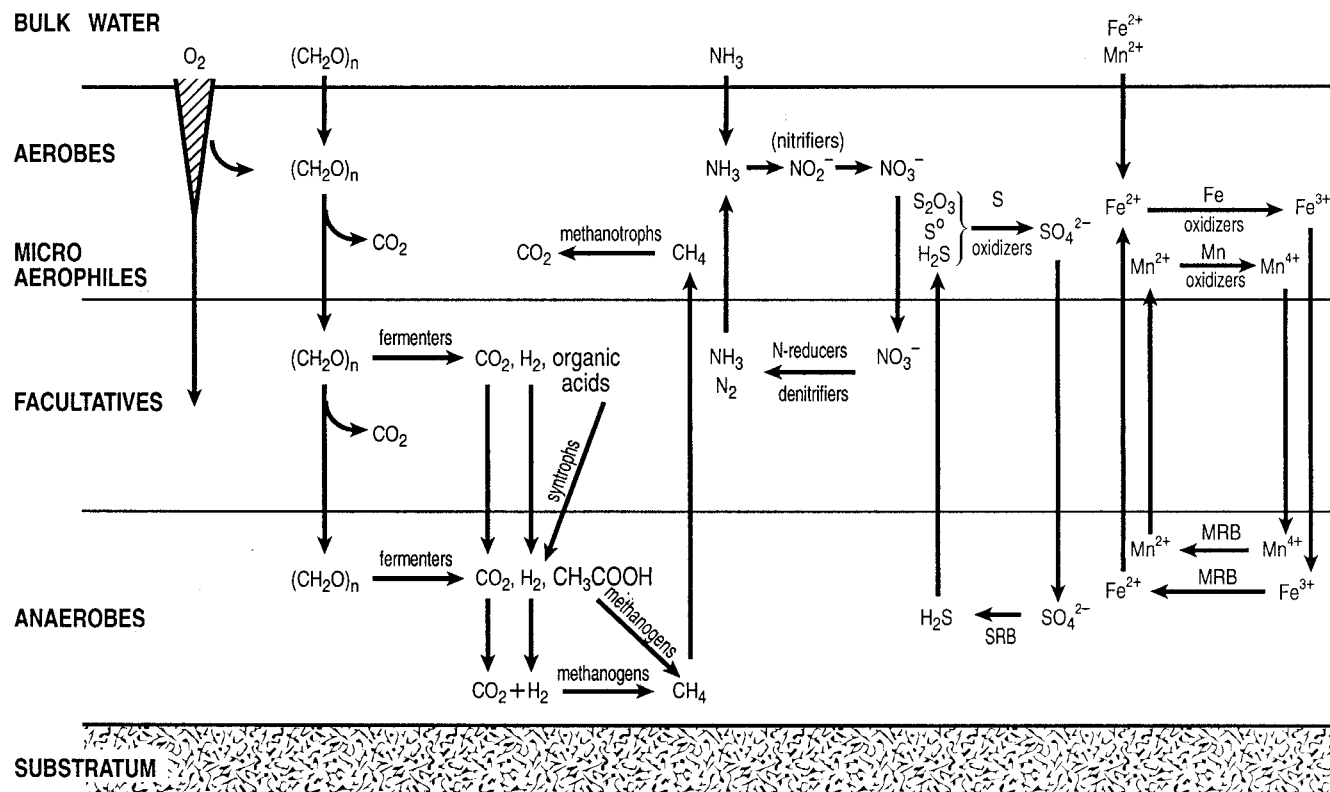 BULK WATER
O₂
(CH₂O)ₙ
NH₃
Fe²⁺
Mn²⁺
AEROBES
(CH₂O)ₙ
CO₂
(nitrifiers)
NH₃ NO₂⁻ NO₃⁻
MICRO
AEROPHILES
CO₂ methanotrophs CH₄
S₂O₃
S⁰
H₂S
S
oxidizers
SO₄²⁻
Fe²⁺ Fe Fe³⁺
oxidizers
Mn²⁺ Mn Mn⁴⁺
oxidizers
FACULTATIVES
(CH₂O)ₙ fermenters CO₂, H₂, organic
acids
CO₂
syntrophs
NH₃ N-reducers NO₃⁻
N₂ denitrifiers
ANAEROBES
(CH₂O)ₙ fermenters CO₂, H₂, CH₃COOH
methanogens
CO₂+H₂ methanogens CH₄
H₂S SRB SO₄²⁻
Mn²⁺ MRB Mn⁴⁺
Fe²⁺ MRB Fe³⁺
SUBSTRATUM